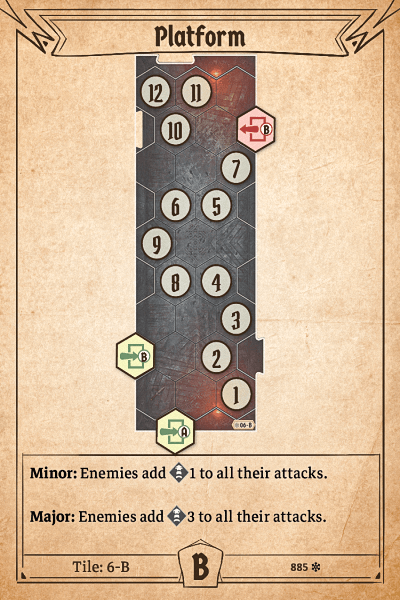 Platform
12 11
10 B
7
6 5
9
8 4
3
B 2
1
A
06-B
Minor: Enemies add 1 to all their attacks.
Major: Enemies add 3 to all their attacks.
Tile: 6-B B 885